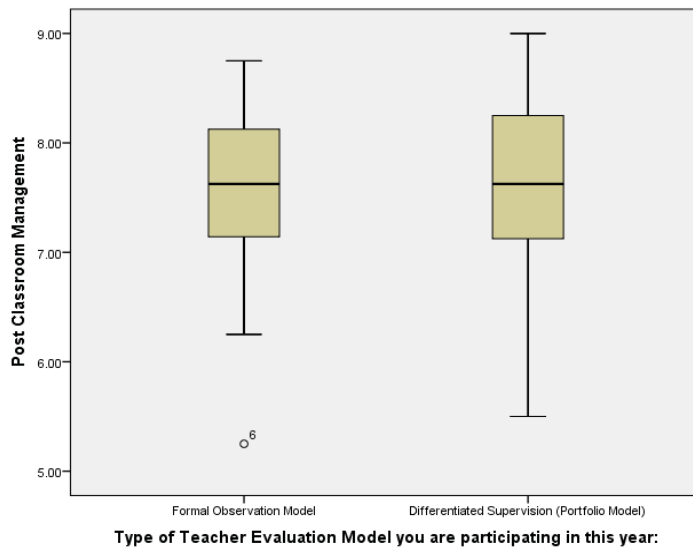 Post Classroom Management
9.00
8.00
7.00
6.00
5.00
6
Formal Observation Model
Differentiated Supervision (Portfolio Model)
Type of Teacher Evaluation Model you are participating in this year: